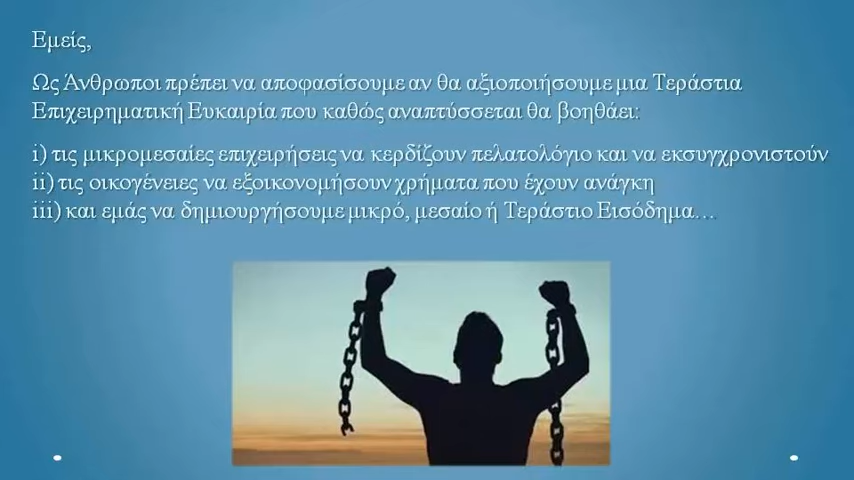 Εμείς,
Ως Άνθρωποι πρέπει να αποφασίσουμε αν θα αξιοποιήσουμε μια Τεράστια
Επιχειρηματική Ευκαιρία που καθώς αναπτύσσεται θα βοηθάει:
i) τις μικρομεσαίες επιχειρήσεις να κερδίζουν πελατολόγιο και να εκσυγχρονιστούν
ii) τις οικογένειες να εξοικονομήσουν χρήματα που έχουν ανάγκη
iii) και εμάς να δημιουργήσουμε μικρό, μεσαίο ή Τεράστιο Εισόδημα…